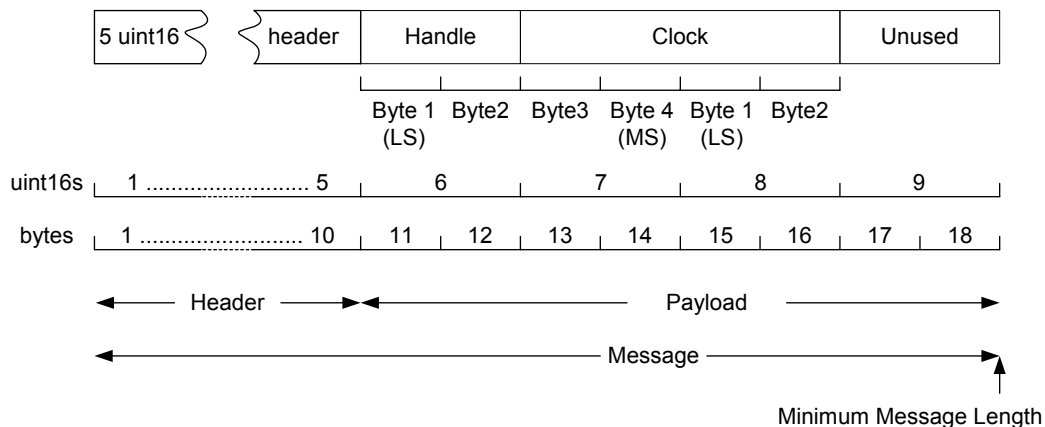 5 uint16 header Handle Clock Unused
Byte 1 Byte2 Byte3 Byte 4 Byte 1 Byte2
(LS) (MS) (LS)
uint16s 1 .......................... 5 6 7 8 9
bytes 1 .......................... 10 11 12 13 14 15 16 17 18
Header Payload
Message
Minimum Message Length